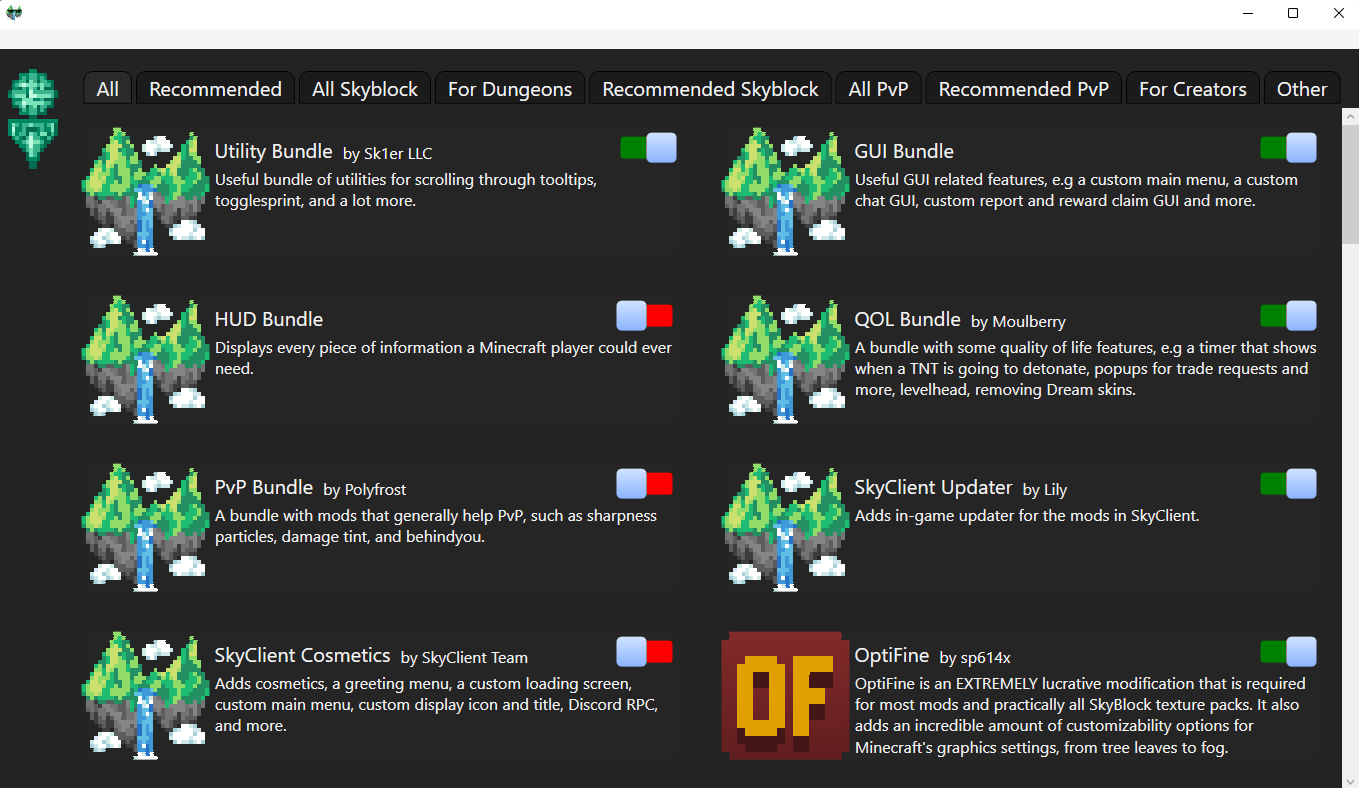 All
Recommended
All Skyblock
For Dungeons
Recommended Skyblock
All PvP
Recommended PvP
For Creators
Other
Utility Bundle by Sk1er LLC
Useful bundle of utilities for scrolling through tooltips,
togglesprint, and a lot more.
GUI Bundle
Useful GUI related features, e.g a custom main menu, a custom
chat GUI, custom report and reward claim GUI and more.
HUD Bundle
Displays every piece of information a Minecraft player could ever
need.
QOL Bundle by Moulberry
A bundle with some quality of life features, e.g a timer that shows
when a TNT is going to detonate, popups for trade requests and
more, levelhead, removing Dream skins.
PvP Bundle by Polyfrost
A bundle with mods that generally help PvP, such as sharpness
particles, damage tint, and behindyou.
SkyClient Updater by Lily
Adds in-game updater for the mods in SkyClient.
SkyClient Cosmetics by SkyClient Team
Adds cosmetics, a greeting menu, a custom loading screen,
custom main menu, custom display icon and title, Discord RPC,
and more.
OF
OptiFine by sp614x
OptiFine is an EXTREMELY lucrative modification that is required
for most mods and practically all SkyBlock texture packs. It also
adds an incredible amount of customizability options for
Minecraft's graphics settings, from tree leaves to fog.